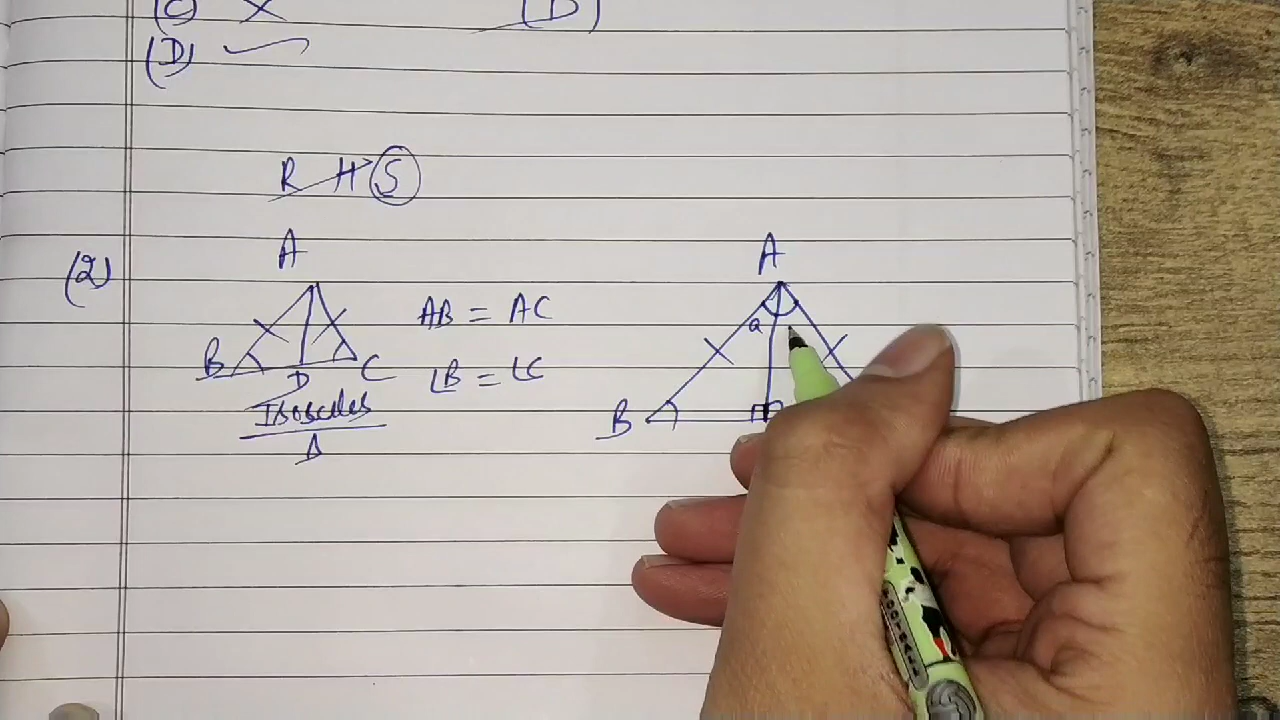 (C) ×
(D)
(D)
R H S
(2)
A
B D C
AB = AC
∠B = ∠C
Isosceles
Δ
A
a
B